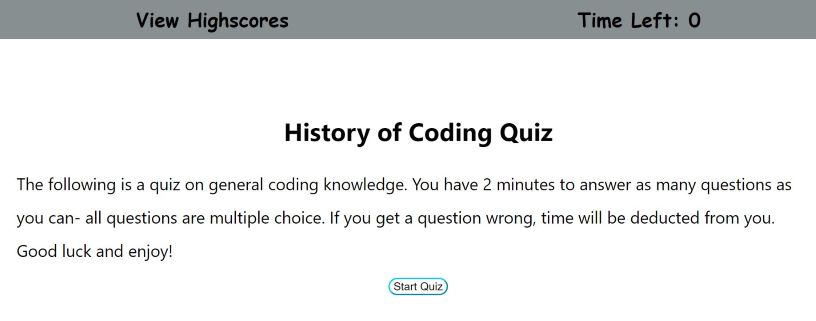 View Highscores Time Left: 0
History of Coding Quiz
The following is a quiz on general coding knowledge. You have 2 minutes to answer as many questions as
you can- all questions are multiple choice. If you get a question wrong, time will be deducted from you.
Good luck and enjoy!
Start Quiz